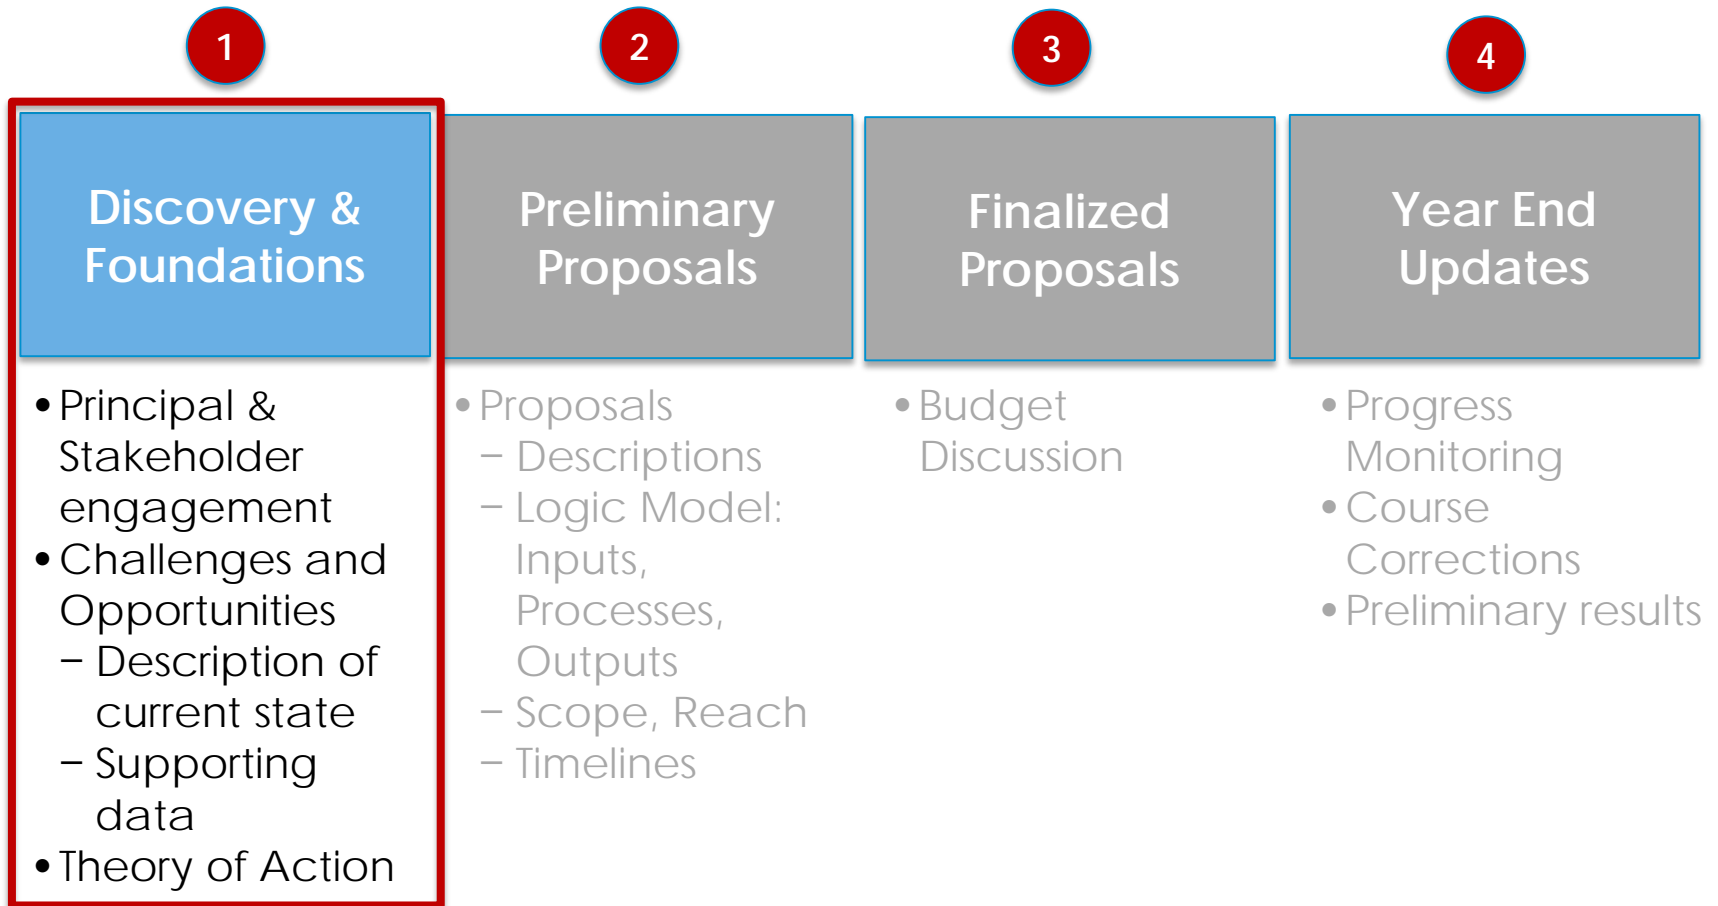 1
Discovery &
Foundations
• Principal &
Stakeholder
engagement
• Challenges and
Opportunities
– Description of
current state
– Supporting
data
• Theory of Action
2
Preliminary
Proposals
• Proposals
– Descriptions
– Logic Model:
Inputs,
Processes,
Outputs
– Scope, Reach
– Timelines
3
Finalized
Proposals
• Budget
Discussion
4
Year End
Updates
• Progress
Monitoring
• Course
Corrections
• Preliminary results